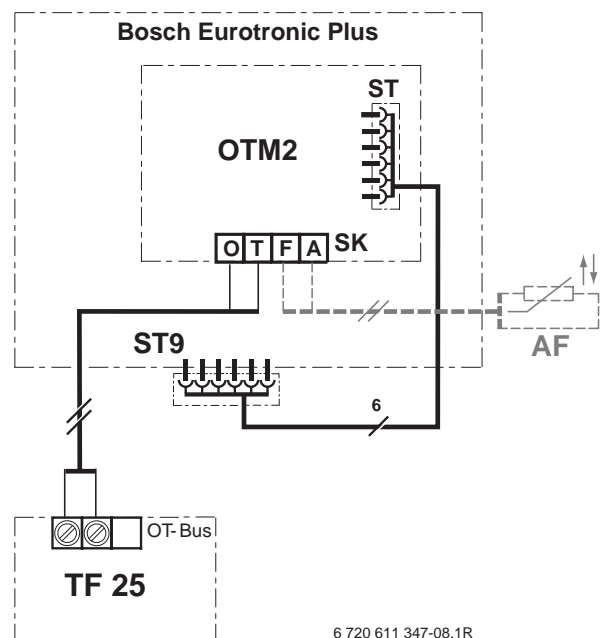 Bosch Eurotronic Plus
ST
OTM2
O T F A SK
ST9
AF
6
OT-Bus
TF 25
6 720 611 347-08.1R